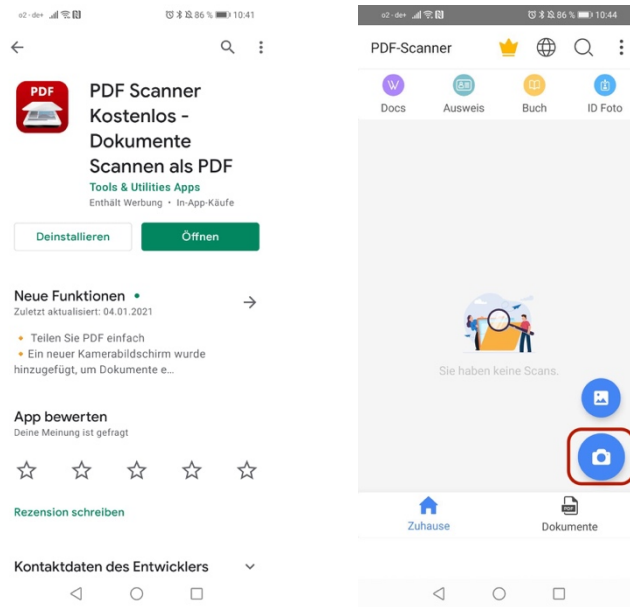 o2 - de+ 86 % 10:41
PDF
PDF Scanner
Kostenlos -
Dokumente
Scannen als PDF
Tools & Utilities Apps
Enthält Werbung • In-App-Käufe
Deinstallieren
Öffnen
Neue Funktionen •
Zuletzt aktualisiert: 04.01.2021
• Teilen Sie PDF einfach
• Ein neuer Kamerabildschirm wurde
hinzugefügt, um Dokumente e...
App bewerten
Deine Meinung ist gefragt
Rezension schreiben
Kontaktdaten des Entwicklers
o2 - de+ 86 % 10:44
PDF-Scanner
W
Docs Ausweis Buch ID Foto
Sie haben keine Scans.
PDF
Zuhause Dokumente